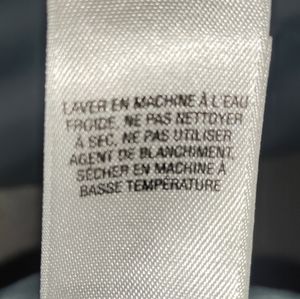 LAVER EN MACHINE À L'EAU
FROIDE, NE PAS NETTOYER
À SEC, NE PAS UTILISER
AGENT DE BLANCHIMENT,
SÉCHER EN MACHINE À
BASSE TEMPÉRATURE